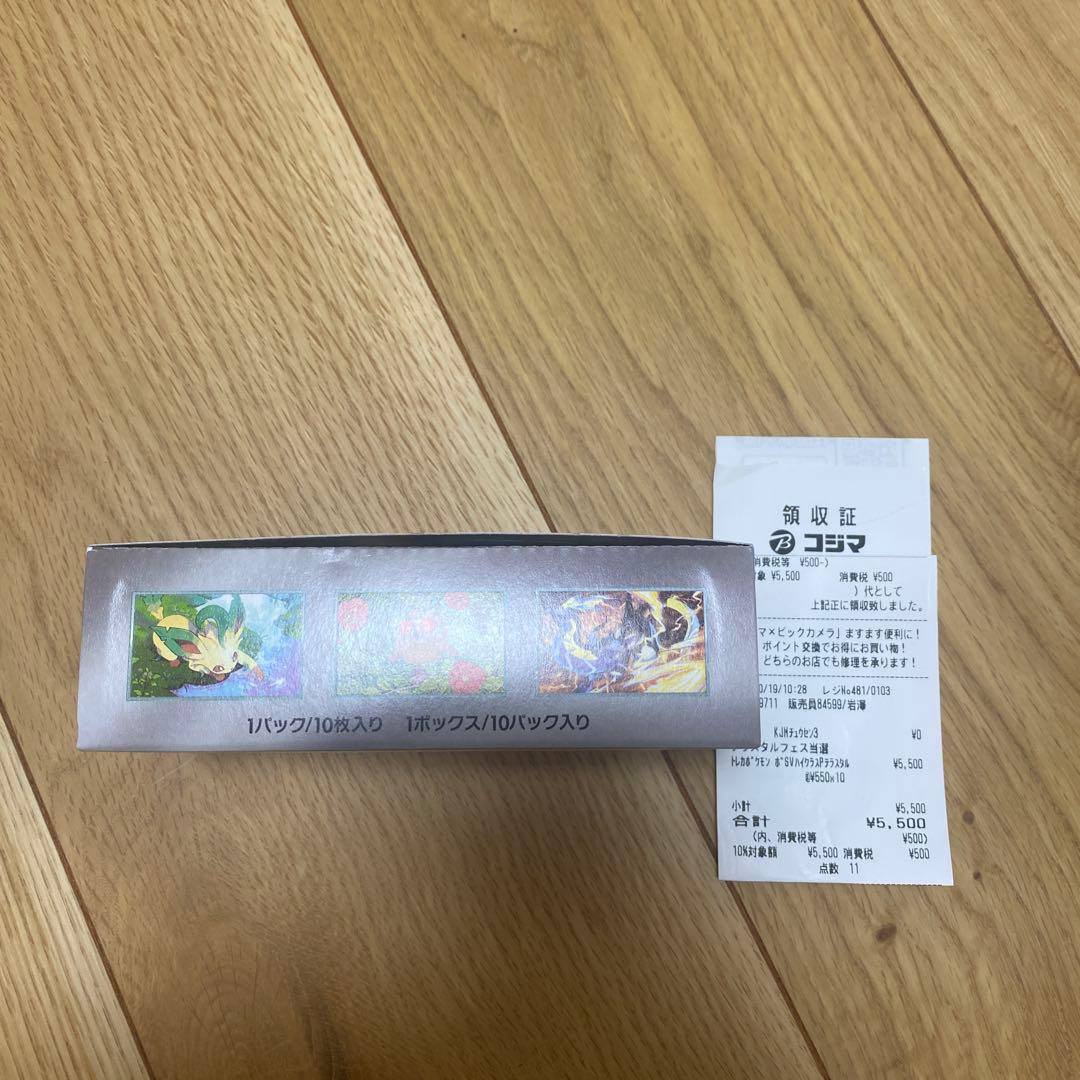 1パック/10枚入り 1ボックス/10パック入り
領収証
コジマ
消費税等 ¥500-)
象 ¥5,500 消費税 ¥500
)代として
上記正に領収致しました。
マ×ビックカメラ」ますます便利に!
ポイント交換でお得にお買い物!
どちらのお店でも修理を承ります!
0/19/10:28 レジNo481/0103
9711 販売員84599/岩澤
KJMチュウセン3 ¥0
スタルフェス当選
トレカポケモン ポSVハイクラスPテラスタル ¥5,500
¥550×10
小計 ¥5,500
合計 ¥5,500
(内、消費税等 ¥500)
10%対象額 ¥5,500 消費税 ¥500
点数 11